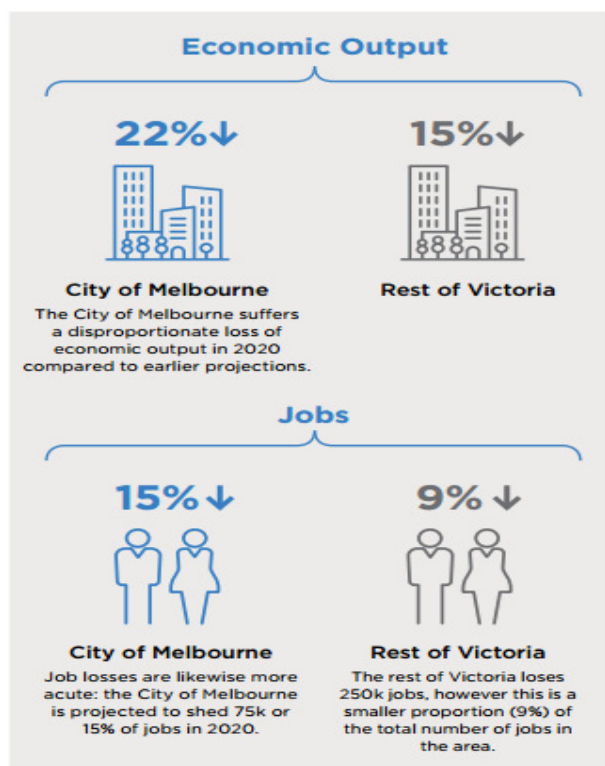 Economic Output
22%↓
15%↓
City of Melbourne
The City of Melbourne suffers
a disproportionate loss of
economic output in 2020
compared to earlier projections.
Rest of Victoria
Jobs
15%↓
9%↓
City of Melbourne
Job losses are likewise more
acute: the City of Melbourne
is projected to shed 75k or
15% of jobs in 2020.
Rest of Victoria
The rest of Victoria loses
250k jobs, however this is a
smaller proportion (9%) of
the total number of jobs in
the area.